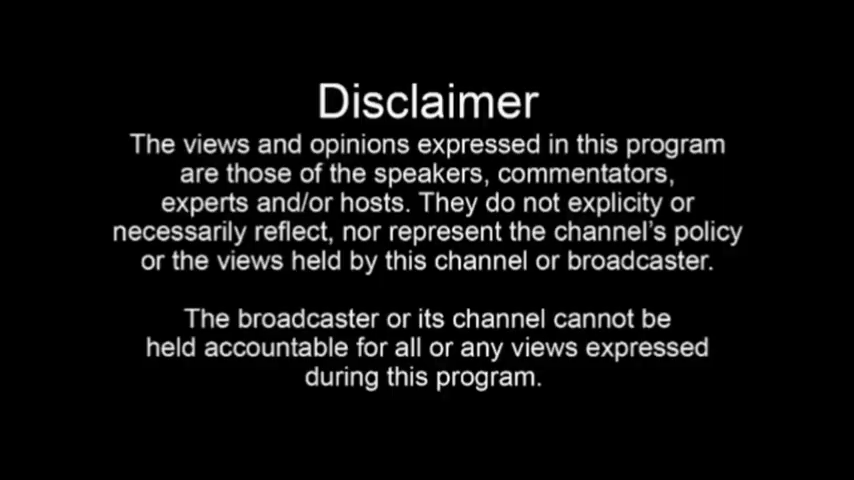 Disclaimer
The views and opinions expressed in this program
are those of the speakers, commentators,
experts and/or hosts. They do not explicity or
necessarily reflect, nor represent the channel's policy
or the views held by this channel or broadcaster.
The broadcaster or its channel cannot be
held accountable for all or any views expressed
during this program.